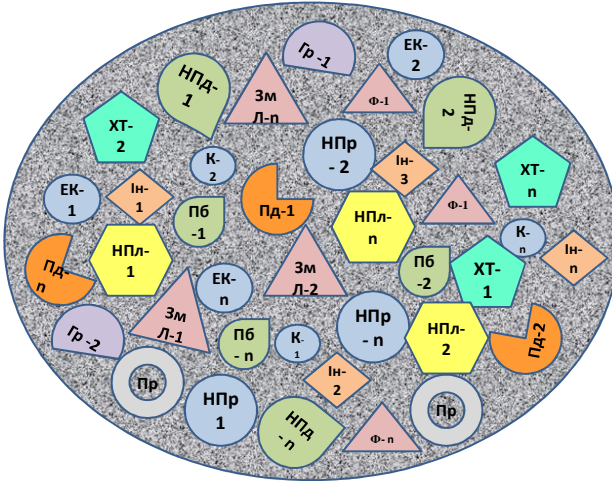 Гр -1
ЕК-
2
НПд-
1
Зм
Л-n
Ф-1
НПд-
2
ХТ-
2
К-
2
НПр
- 2
Ін-
3
ХТ-
n
ЕК-
1
Ін-
1
Пб
-1
Пд-1
НПл-
n
Ф-1
К-
n
Ін-
n
Пд-
n
НПл-
1
ЕК-
n
Зм
Л-2
Пб
-2
ХТ-
1
Гр -2
Зм
Л-1
Пб
- n
К-
1
НПр
- n
НПл-
2
Пд-2
Пр
НПр
1
Ін-
2
НПд
- n
Ф- n
Пр